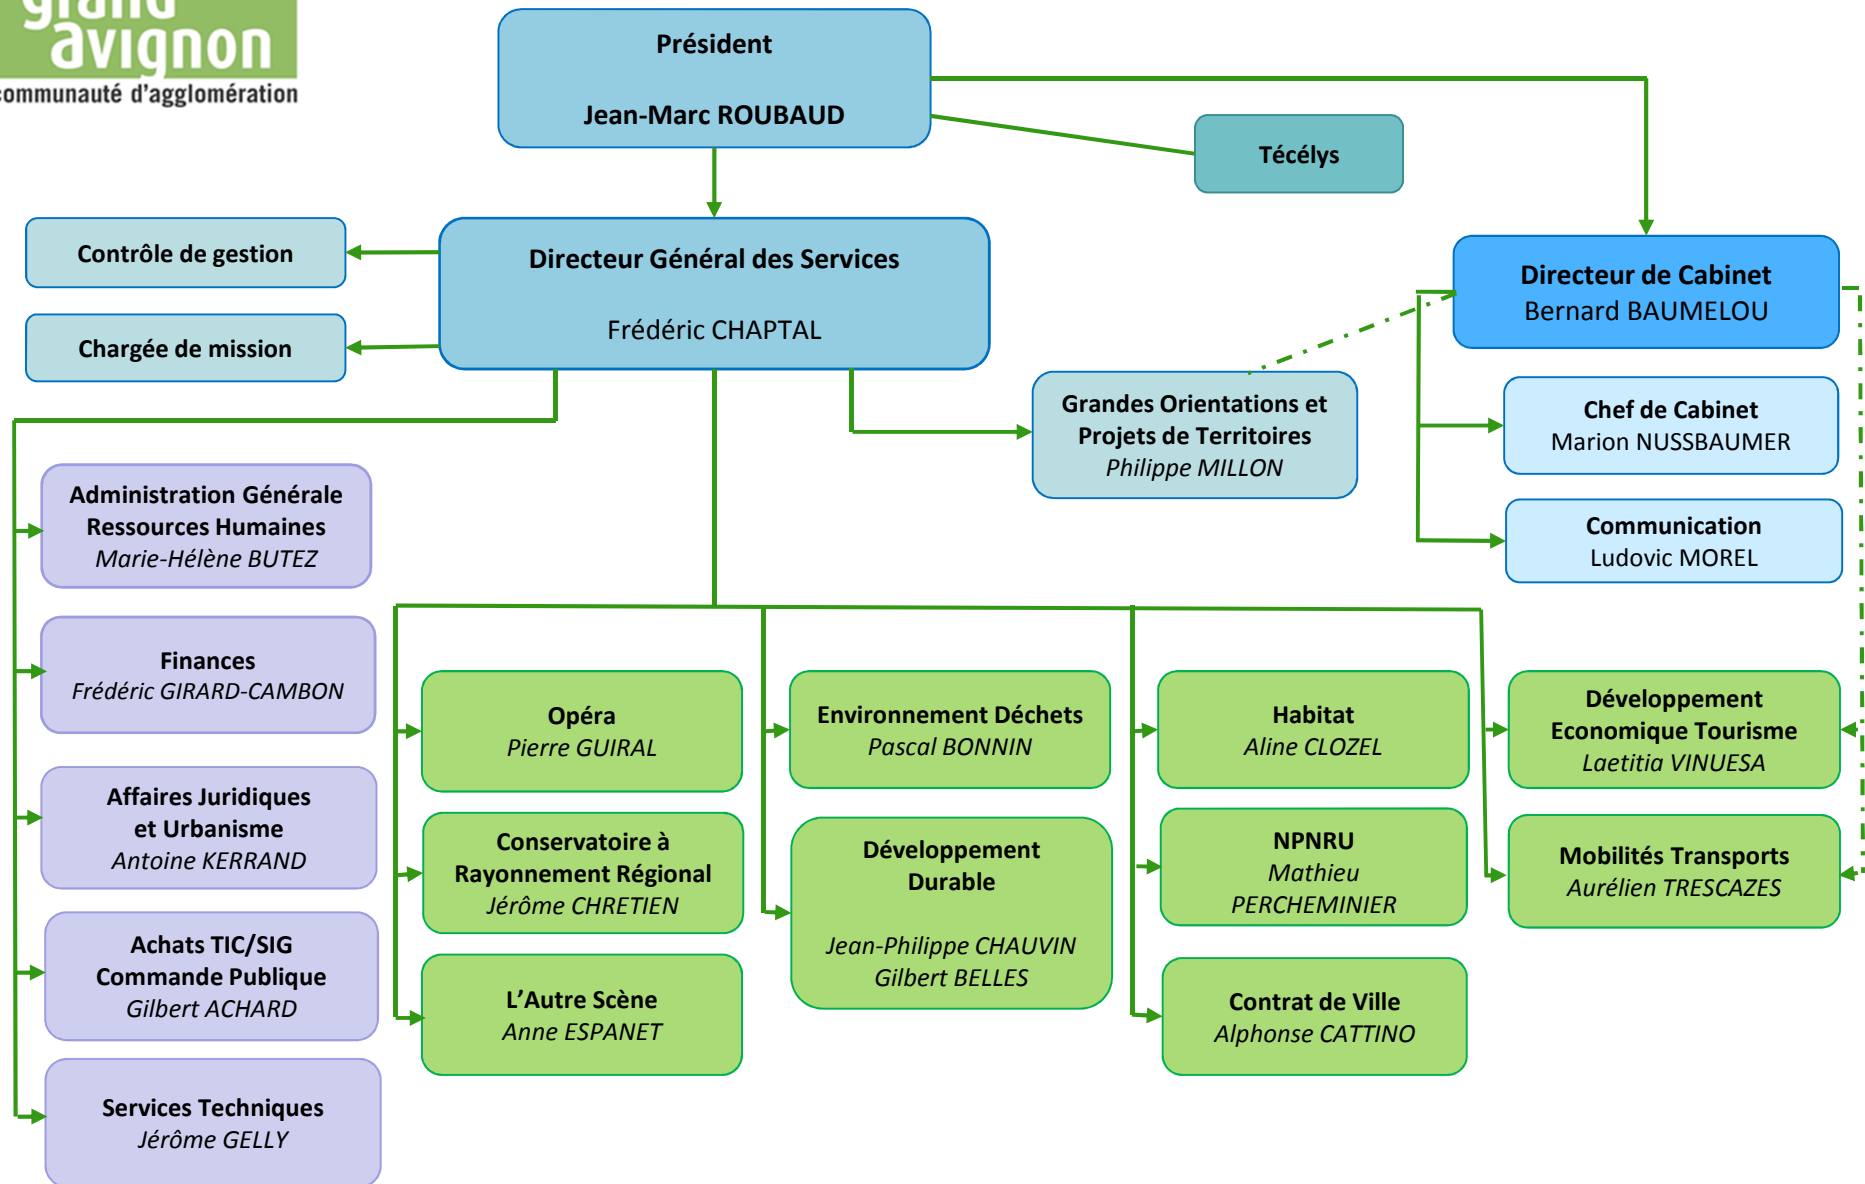 grand
avignon
communauté d'agglomération
Président
Jean-Marc ROUBAUD
Técélys
Contrôle de gestion
Chargée de mission
Directeur Général des Services
Frédéric CHAPTAL
Directeur de Cabinet
Bernard BAUMELOU
Grandes Orientations et
Projets de Territoires
Philippe MILLON
Chef de Cabinet
Marion NUSSBAUMER
Communication
Ludovic MOREL
Administration Générale
Ressources Humaines
Marie-Hélène BUTEZ
Finances
Frédéric GIRARD-CAMBON
Affaires Juridiques
et Urbanisme
Antoine KERRAND
Achats TIC/SIG
Commande Publique
Gilbert ACHARD
Services Techniques
Jérôme GELLY
Opéra
Pierre GUIRAL
Conservatoire à
Rayonnement Régional
Jérôme CHRETIEN
L'Autre Scène
Anne ESPANET
Environnement Déchets
Pascal BONNIN
Développement
Durable
Jean-Philippe CHAUVIN
Gilbert BELLES
Habitat
Aline CLOZEL
NPNRU
Mathieu
PERCHEMINIER
Contrat de Ville
Alphonse CATTINO
Développement
Economique Tourisme
Laetitia VINUESA
Mobilités Transports
Aurélien TRESCAZES